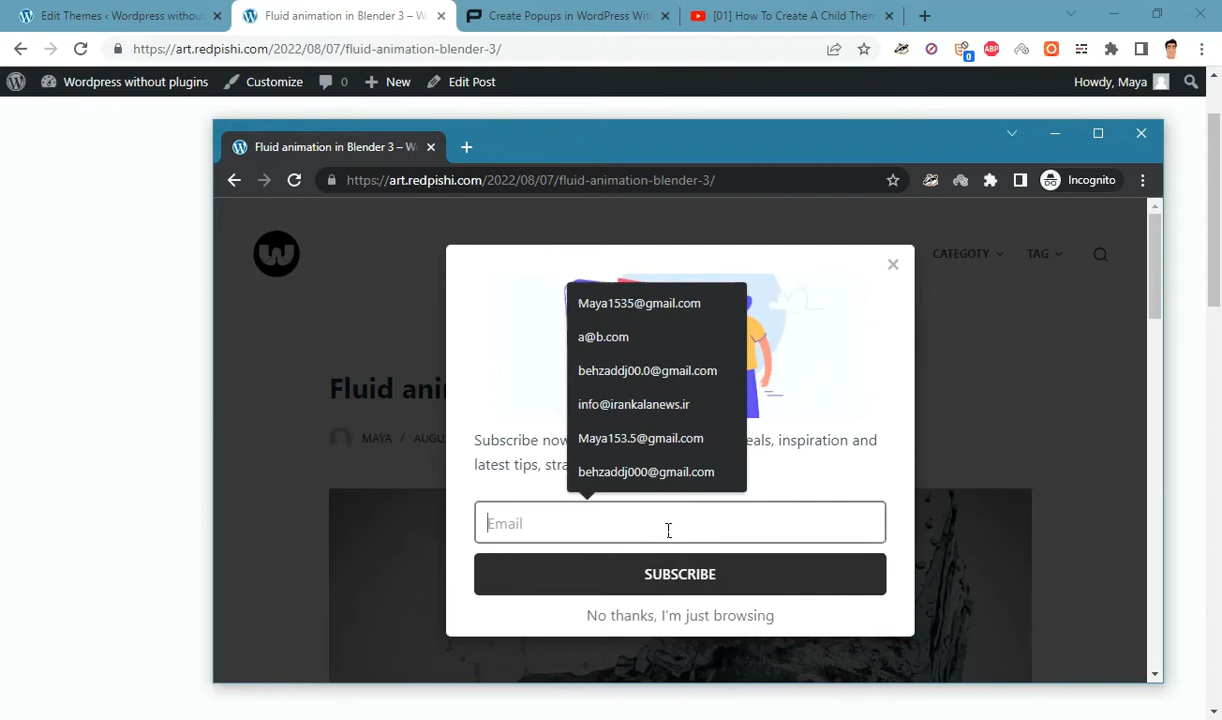 Edit Themes ‹ Wordpress withou
Fluid animation in Blender 3 – W
Create Popups in WordPress Wit
[01] How To Create A Child Them
https://art.redpishi.com/2022/08/07/fluid-animation-blender-3/
0
ABP
Wordpress without plugins
Customize
0
New
Edit Post
Howdy, Maya
Fluid animation in Blender 3 – W
https://art.redpishi.com/2022/08/07/fluid-animation-blender-3/
Incognito
W
CATEGOTY
TAG
Maya1535@gmail.com
a@b.com
behzaddj00.0@gmail.com
info@irankalanews.ir
Maya153.5@gmail.com
behzaddj000@gmail.com
Fluid ani
MAYA / AUGU
Subscribe now eals, inspiration and
latest tips, stra
Email
SUBSCRIBE
No thanks, I'm just browsing